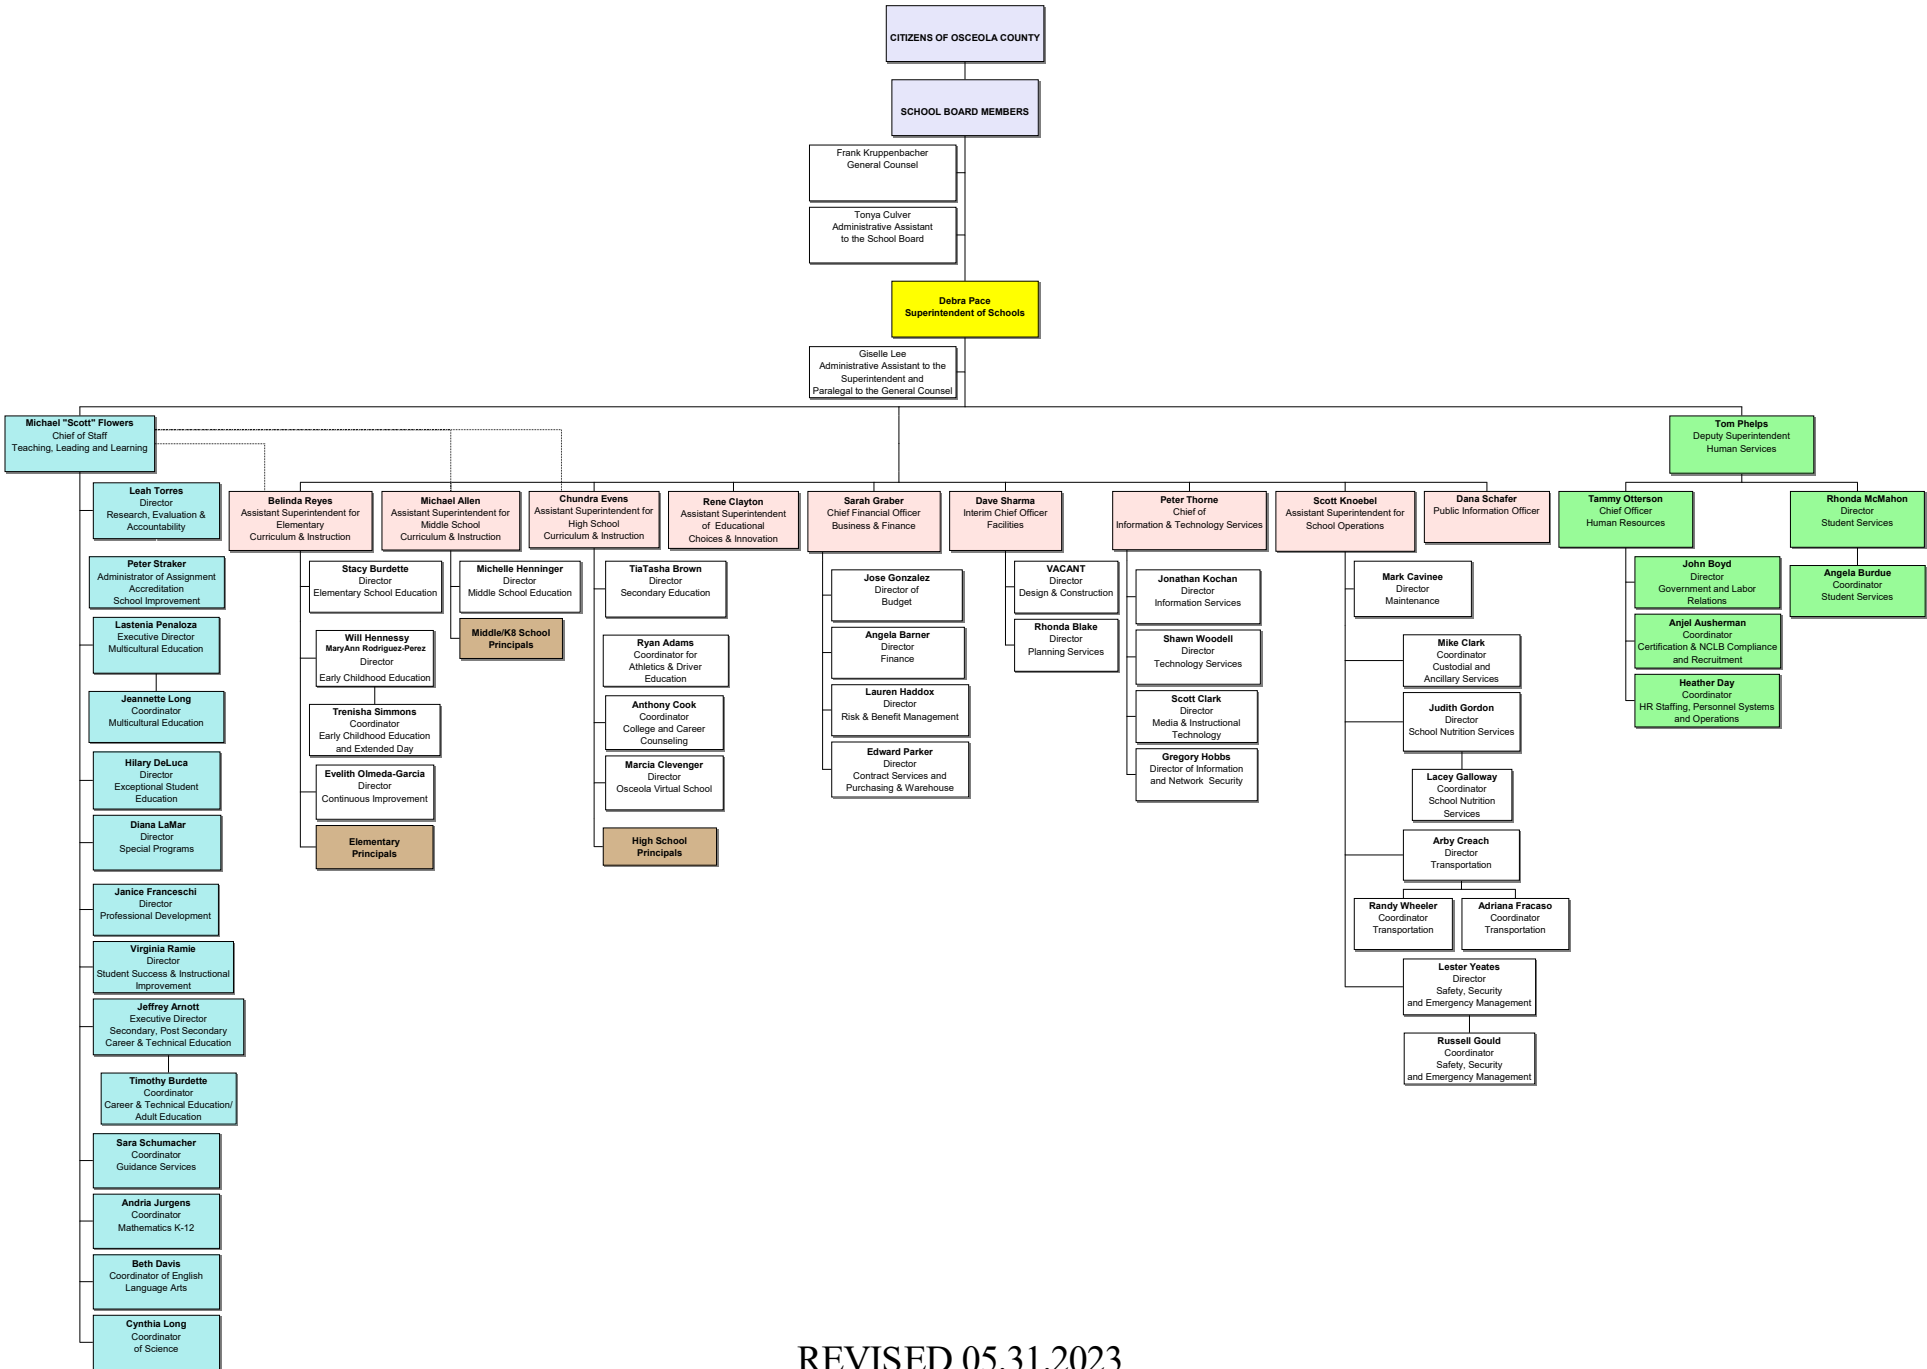 CITIZENS OF OSCEOLA COUNTY
SCHOOL BOARD MEMBERS
Frank Kruppenbacher
General Counsel
Tonya Culver
Administrative Assistant
to the School Board
Debra Pace
Superintendent of Schools
Giselle Lee
Administrative Assistant to the
Superintendent and
Paralegal to the General Counsel
Michael "Scott" Flowers
Chief of Staff
Teaching, Leading and Learning
Leah Torres
Director
Research, Evaluation &
Accountability
Peter Straker
Administrator of Assignment
Accreditation
School Improvement
Lastenia Penaloza
Executive Director
Multicultural Education
Jeannette Long
Coordinator
Multicultural Education
Hilary DeLuca
Director
Exceptional Student
Education
Diana LaMar
Director
Special Programs
Janice Franceschi
Director
Professional Development
Virginia Ramie
Director
Student Success & Instructional
Improvement
Jeffrey Arnott
Executive Director
Secondary, Post Secondary
Career & Technical Education
Timothy Burdette
Coordinator
Career & Technical Education/
Adult Education
Sara Schumacher
Coordinator
Guidance Services
Andria Jurgens
Coordinator
Mathematics K-12
Beth Davis
Coordinator of English
Language Arts
Cynthia Long
Coordinator
of Science
Belinda Reyes
Assistant Superintendent for
Elementary
Curriculum & Instruction
Stacy Burdette
Director
Elementary School Education
Will Hennessy
MaryAnn Rodriguez-Perez
Director
Early Childhood Education
Trenisha Simmons
Coordinator
Early Childhood Education
and Extended Day
Evelith Olmeda-Garcia
Director
Continuous Improvement
Elementary
Principals
Michael Allen
Assistant Superintendent for
Middle School
Curriculum & Instruction
Michelle Henninger
Director
Middle School Education
Middle/K8 School
Principals
Chundra Evens
Assistant Superintendent for
High School
Curriculum & Instruction
TiaTasha Brown
Director
Secondary Education
Ryan Adams
Coordinator for
Athletics & Driver
Education
Anthony Cook
Coordinator
College and Career
Counseling
Marcia Clevenger
Director
Osceola Virtual School
High School
Principals
Rene Clayton
Assistant Superintendent
of Educational
Choices & Innovation
Sarah Graber
Chief Financial Officer
Business & Finance
Jose Gonzalez
Director of
Budget
Angela Barner
Director
Finance
Lauren Haddox
Director
Risk & Benefit Management
Edward Parker
Director
Contract Services and
Purchasing & Warehouse
Dave Sharma
Interim Chief Officer
Facilities
VACANT
Director
Design & Construction
Rhonda Blake
Director
Planning Services
Peter Thorne
Chief of
Information & Technology Services
Jonathan Kochan
Director
Information Services
Shawn Woodell
Director
Technology Services
Scott Clark
Director
Media & Instructional
Technology
Gregory Hobbs
Director of Information
and Network Security
Scott Knoebel
Assistant Superintendent for
School Operations
Mark Cavinee
Director
Maintenance
Mike Clark
Coordinator
Custodial and
Ancillary Services
Judith Gordon
Director
School Nutrition Services
Lacey Galloway
Coordinator
School Nutrition
Services
Arby Creach
Director
Transportation
Randy Wheeler
Coordinator
Transportation
Adriana Fracaso
Coordinator
Transportation
Lester Yeates
Director
Safety, Security
and Emergency Management
Russell Gould
Coordinator
Safety, Security
and Emergency Management
Dana Schafer
Public Information Officer
Tom Phelps
Deputy Superintendent
Human Services
Tammy Otterson
Chief Officer
Human Resources
John Boyd
Director
Government and Labor
Relations
Anjel Ausherman
Coordinator
Certification & NCLB Compliance
and Recruitment
Heather Day
Coordinator
HR Staffing, Personnel Systems
and Operations
Rhonda McMahon
Director
Student Services
Angela Burdue
Coordinator
Student Services
REVISED 05.31.2023